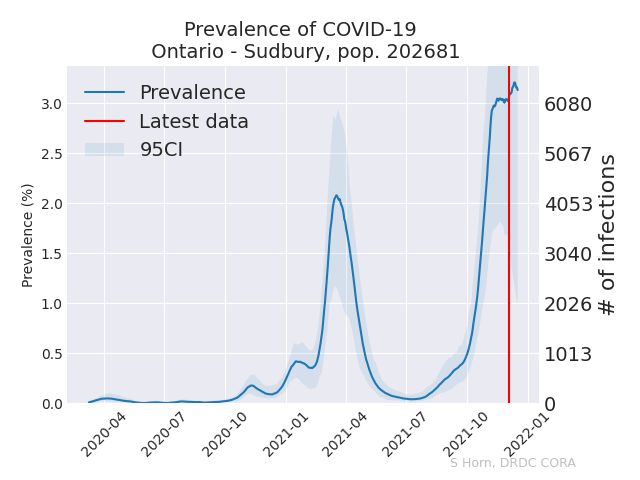 Prevalence of COVID-19
Ontario - Sudbury, pop. 202681
Prevalence
Latest data
95CI
Prevalence (%)
3.0
2.5
2.0
1.5
1.0
0.5
0.0
6080
5067
4053
3040
2026
1013
0
# of infections
2020-04
2020-07
2020-10
2021-01
2021-04
2021-07
2021-10
2022-01
S Horn, DRDC CORA